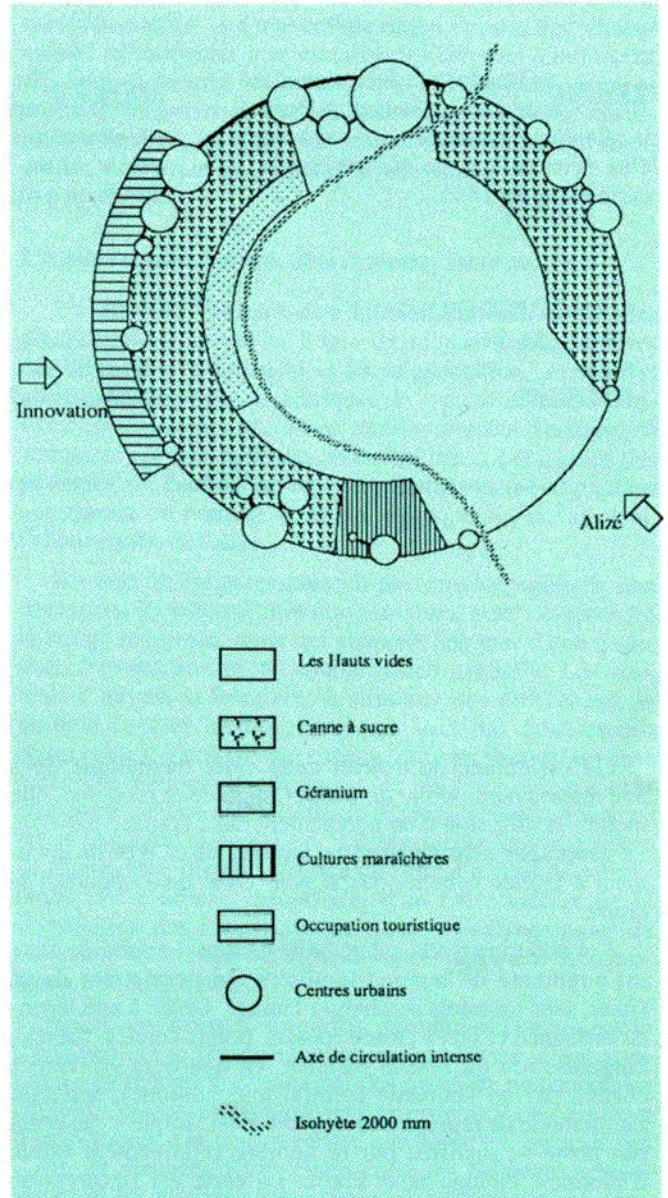 Innovation
Alizé
Les Hauts vides
Canne à sucre
Géranium
Cultures maraîchères
Occupation touristique
Centres urbains
Axe de circulation intense
Isohyète 2000 mm